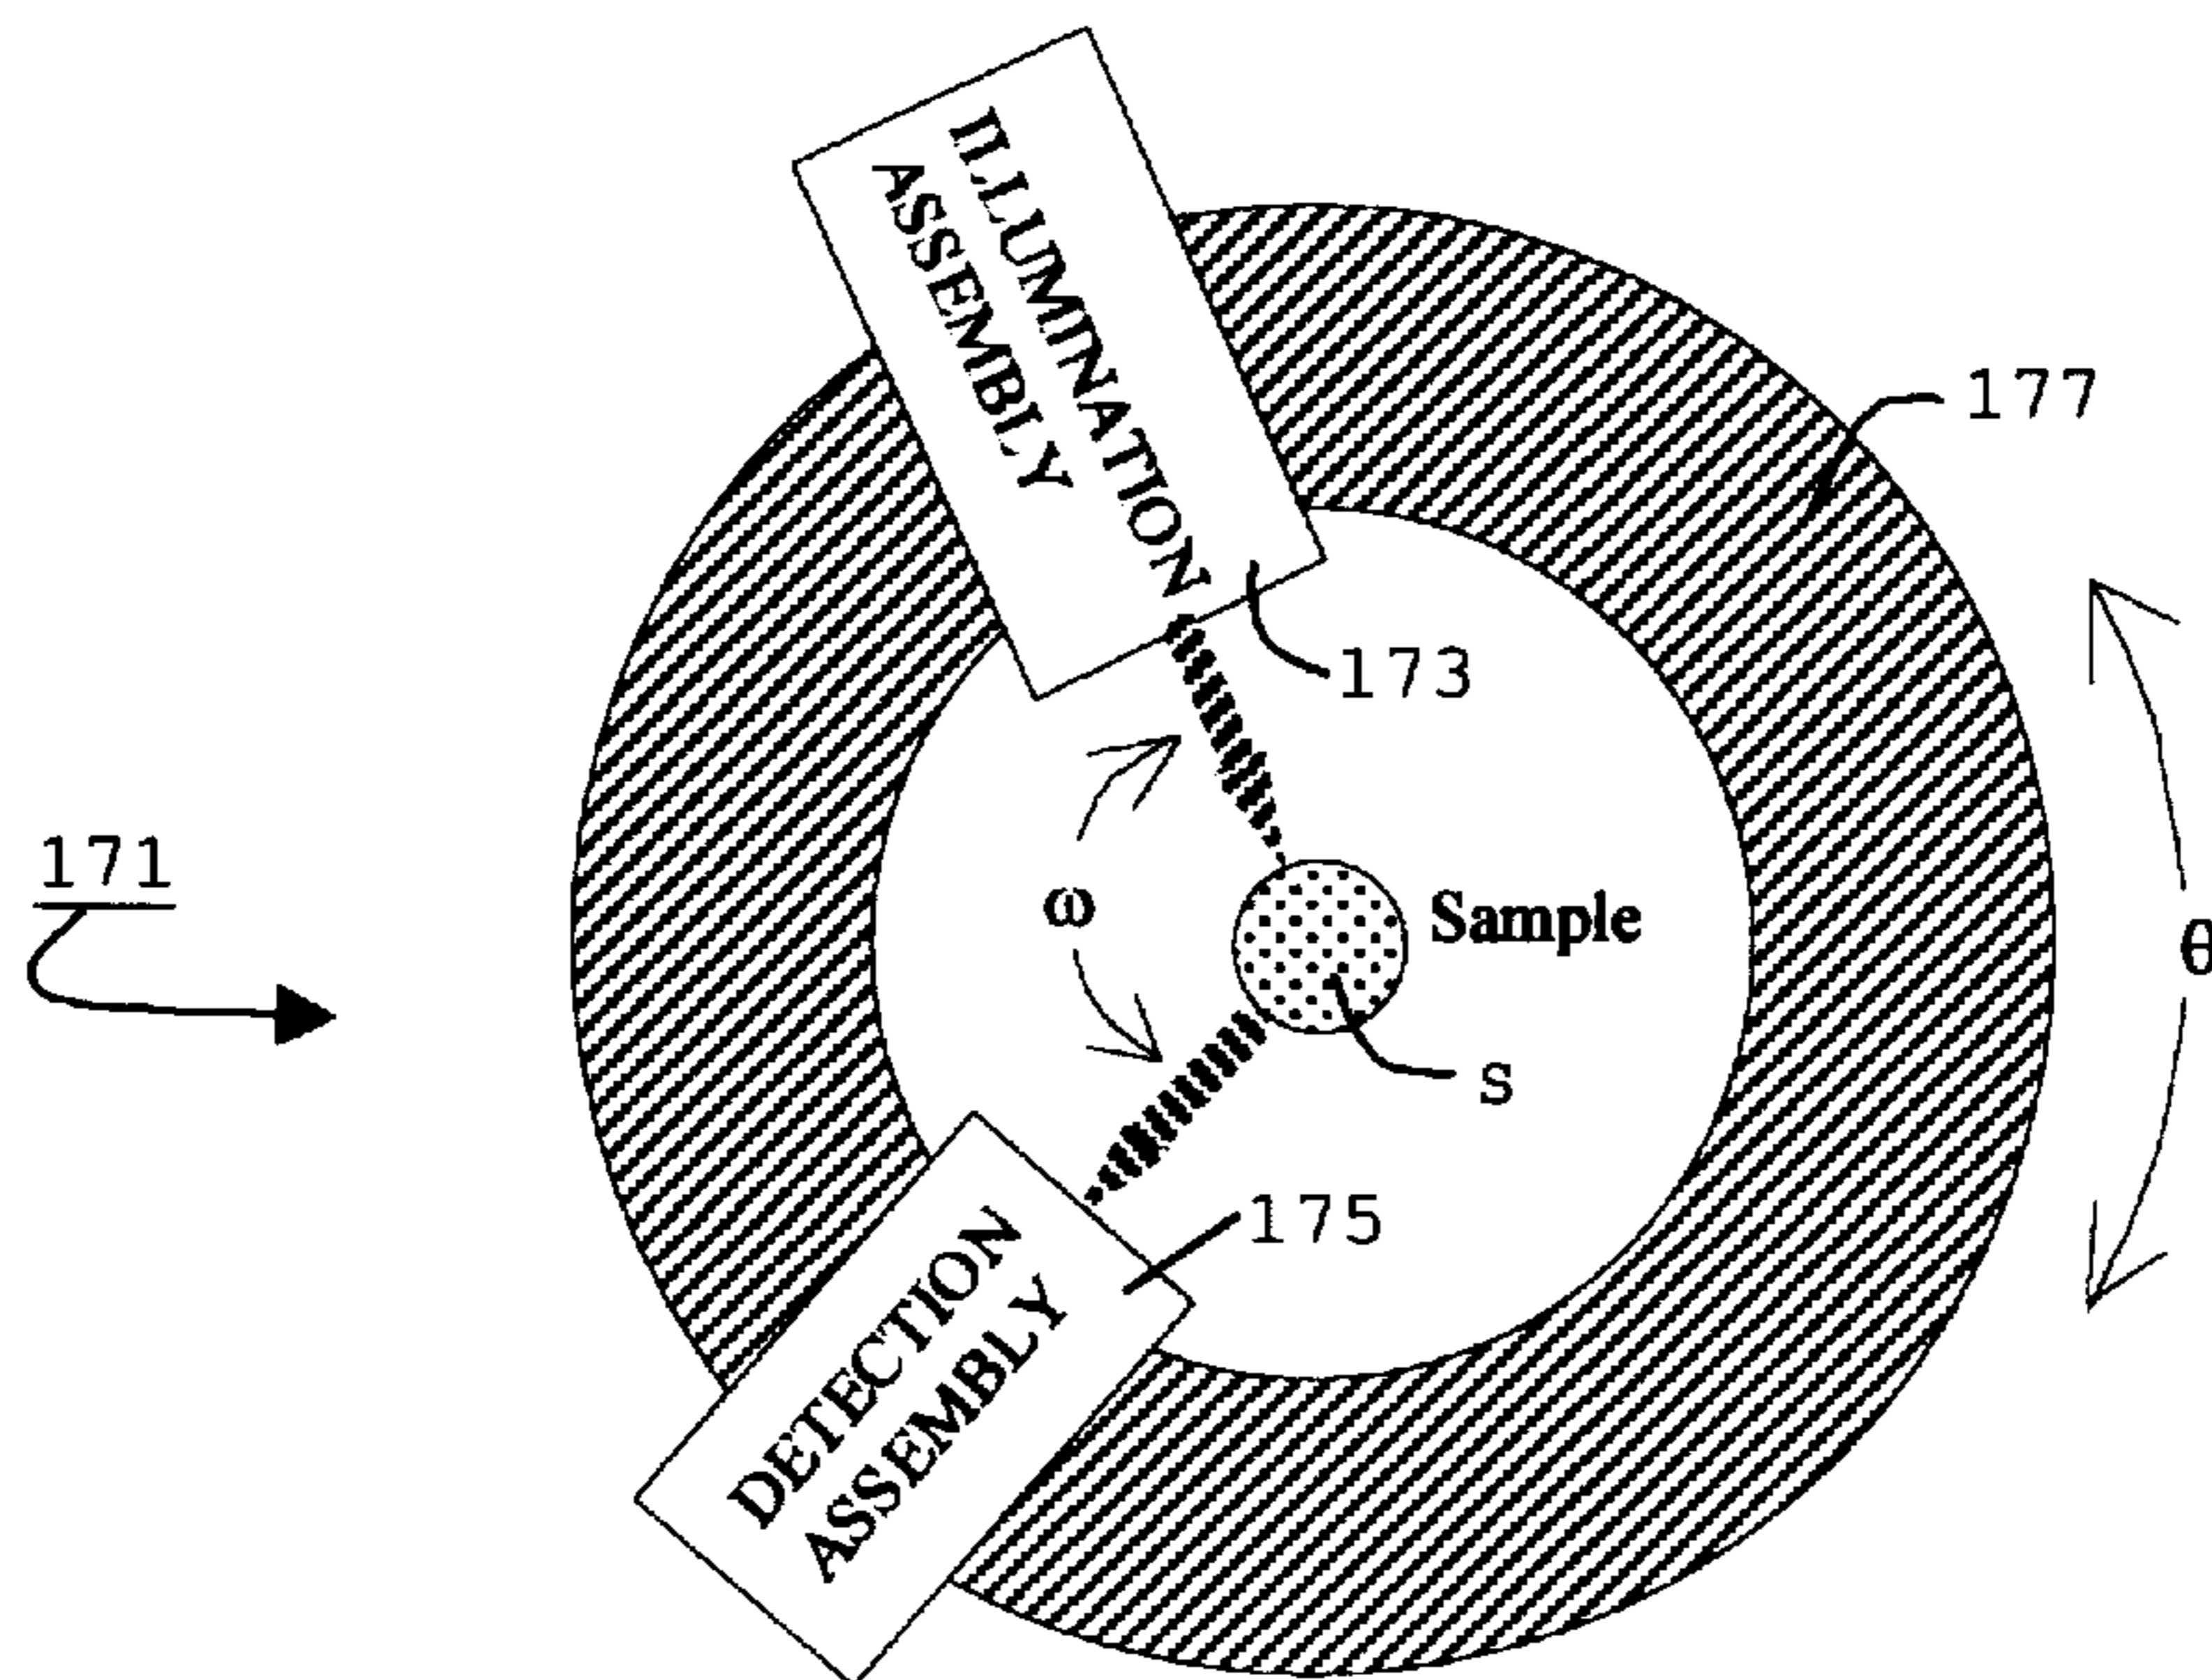 ILLUMINATION
ASSEMBLY
177
173
171
ω
Sample
θ
S
175
DETECTION
ASSEMBLY